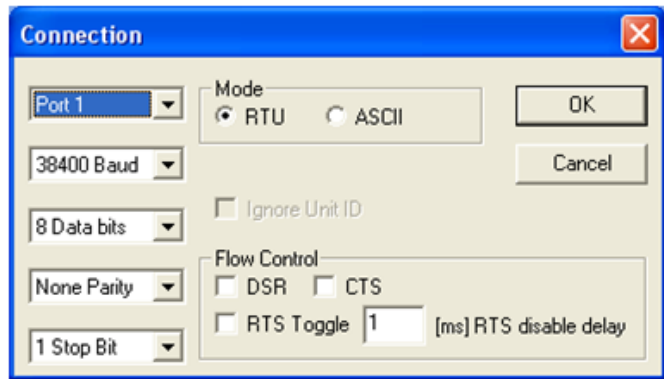 Connection
Port 1
38400 Baud
8 Data bits
None Parity
1 Stop Bit
Mode
RTU ASCII
Ignore Unit ID
Flow Control
DSR CTS
RTS Toggle 1 [ms] RTS disable delay
OK
Cancel